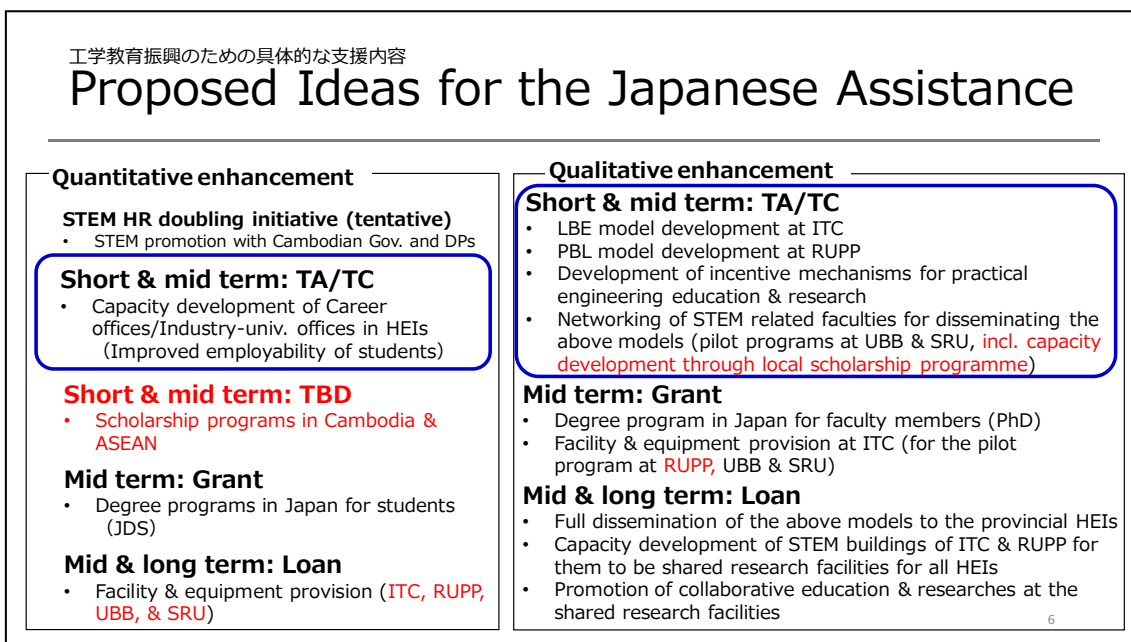 工学教育振興のための具体的な支援内容
Proposed Ideas for the Japanese Assistance
Quantitative enhancement
STEM HR doubling initiative (tentative)
• STEM promotion with Cambodian Gov. and DPs
Short & mid term: TA/TC
• Capacity development of Career
offices/Industry-univ. offices in HEIs
（Improved employability of students）
Short & mid term: TBD
• Scholarship programs in Cambodia &
ASEAN
Mid term: Grant
• Degree programs in Japan for students
（JDS）
Mid & long term: Loan
• Facility & equipment provision (ITC, RUPP,
UBB, & SRU)
Qualitative enhancement
Short & mid term: TA/TC
• LBE model development at ITC
• PBL model development at RUPP
• Development of incentive mechanisms for practical
engineering education & research
• Networking of STEM related faculties for disseminating the
above models (pilot programs at UBB & SRU, incl. capacity
development through local scholarship programme)
Mid term: Grant
• Degree program in Japan for faculty members (PhD)
• Facility & equipment provision at ITC (for the pilot
program at RUPP, UBB & SRU)
Mid & long term: Loan
• Full dissemination of the above models to the provincial HEIs
• Capacity development of STEM buildings of ITC & RUPP for
them to be shared research facilities for all HEIs
• Promotion of collaborative education & researches at the
shared research facilities
6